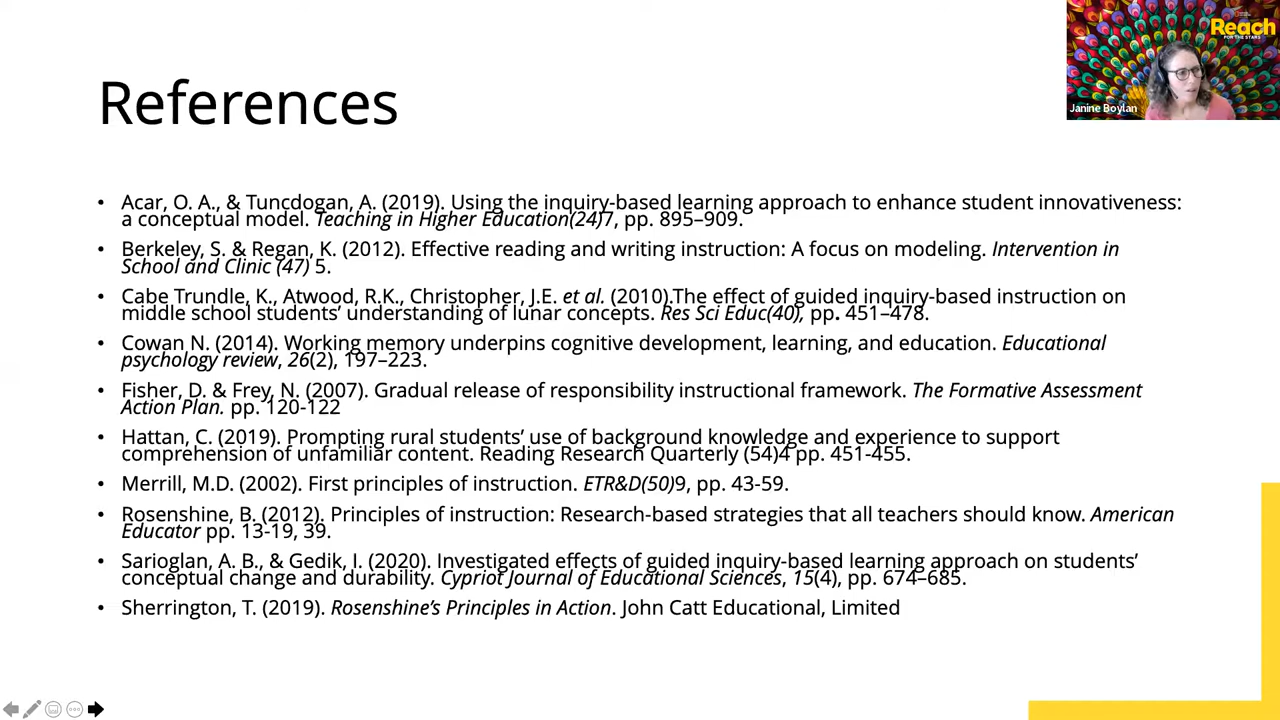 Reach
FOR THE STARS
Janine Boylan
References
• Acar, O. A., & Tuncdogan, A. (2019). Using the inquiry-based learning approach to enhance student innovativeness:
a conceptual model. Teaching in Higher Education(24)7, pp. 895–909.
• Berkeley, S. & Regan, K. (2012). Effective reading and writing instruction: A focus on modeling. Intervention in
School and Clinic (47) 5.
• Cabe Trundle, K., Atwood, R.K., Christopher, J.E. et al. (2010).The effect of guided inquiry-based instruction on
middle school students’ understanding of lunar concepts. Res Sci Educ(40), pp. 451–478.
• Cowan N. (2014). Working memory underpins cognitive development, learning, and education. Educational
psychology review, 26(2), 197–223.
• Fisher, D. & Frey, N. (2007). Gradual release of responsibility instructional framework. The Formative Assessment
Action Plan. pp. 120-122
• Hattan, C. (2019). Prompting rural students’ use of background knowledge and experience to support
comprehension of unfamiliar content. Reading Research Quarterly (54)4 pp. 451-455.
• Merrill, M.D. (2002). First principles of instruction. ETR&D(50)9, pp. 43-59.
• Rosenshine, B. (2012). Principles of instruction: Research-based strategies that all teachers should know. American
Educator pp. 13-19, 39.
• Sarioglan, A. B., & Gedik, I. (2020). Investigated effects of guided inquiry-based learning approach on students’
conceptual change and durability. Cypriot Journal of Educational Sciences, 15(4), pp. 674–685.
• Sherrington, T. (2019). Rosenshine’s Principles in Action. John Catt Educational, Limited